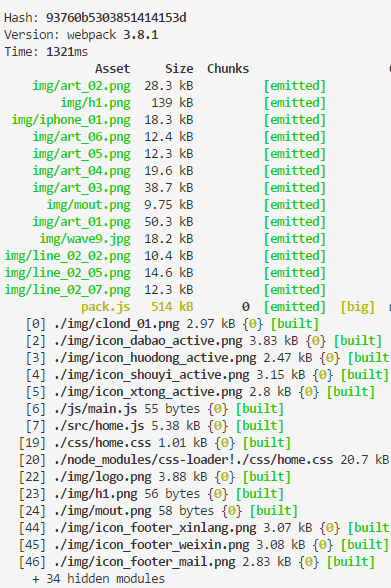 Hash: 93760b5303851414153d
Version: webpack 3.8.1
Time: 1321ms
Asset Size Chunks
img/art_02.png 28.3 kB [emitted]
img/h1.png 139 kB [emitted]
img/iphone_01.png 18.3 kB [emitted]
img/art_06.png 12.4 kB [emitted]
img/art_05.png 12.3 kB [emitted]
img/art_04.png 19.6 kB [emitted]
img/art_03.png 38.7 kB [emitted]
img/mout.png 9.75 kB [emitted]
img/art_01.png 50.3 kB [emitted]
img/wave9.jpg 18.2 kB [emitted]
img/line_02_02.png 10.4 kB [emitted]
img/line_02_05.png 14.6 kB [emitted]
img/line_02_07.png 12.3 kB [emitted]
pack.js 514 kB 0 [emitted] [big]
[0] ./img/clond_01.png 2.97 kB {0} [built]
[2] ./img/icon_dabao_active.png 3.83 kB {0} [built]
[3] ./img/icon_huodong_active.png 2.47 kB {0} [built]
[4] ./img/icon_shouyi_active.png 3.15 kB {0} [built]
[5] ./img/icon_xtong_active.png 2.8 kB {0} [built]
[6] ./js/main.js 55 bytes {0} [built]
[7] ./src/home.js 5.38 kB {0} [built]
[19] ./css/home.css 1.01 kB {0} [built]
[20] ./node_modules/css-loader!./css/home.css 20.7 kB
[22] ./img/logo.png 3.88 kB {0} [built]
[23] ./img/h1.png 56 bytes {0} [built]
[24] ./img/mout.png 58 bytes {0} [built]
[44] ./img/icon_footer_xinlang.png 3.07 kB {0} [built]
[45] ./img/icon_footer_weixin.png 3.08 kB {0} [built]
[46] ./img/icon_footer_mail.png 2.83 kB {0} [built]
+ 34 hidden modules